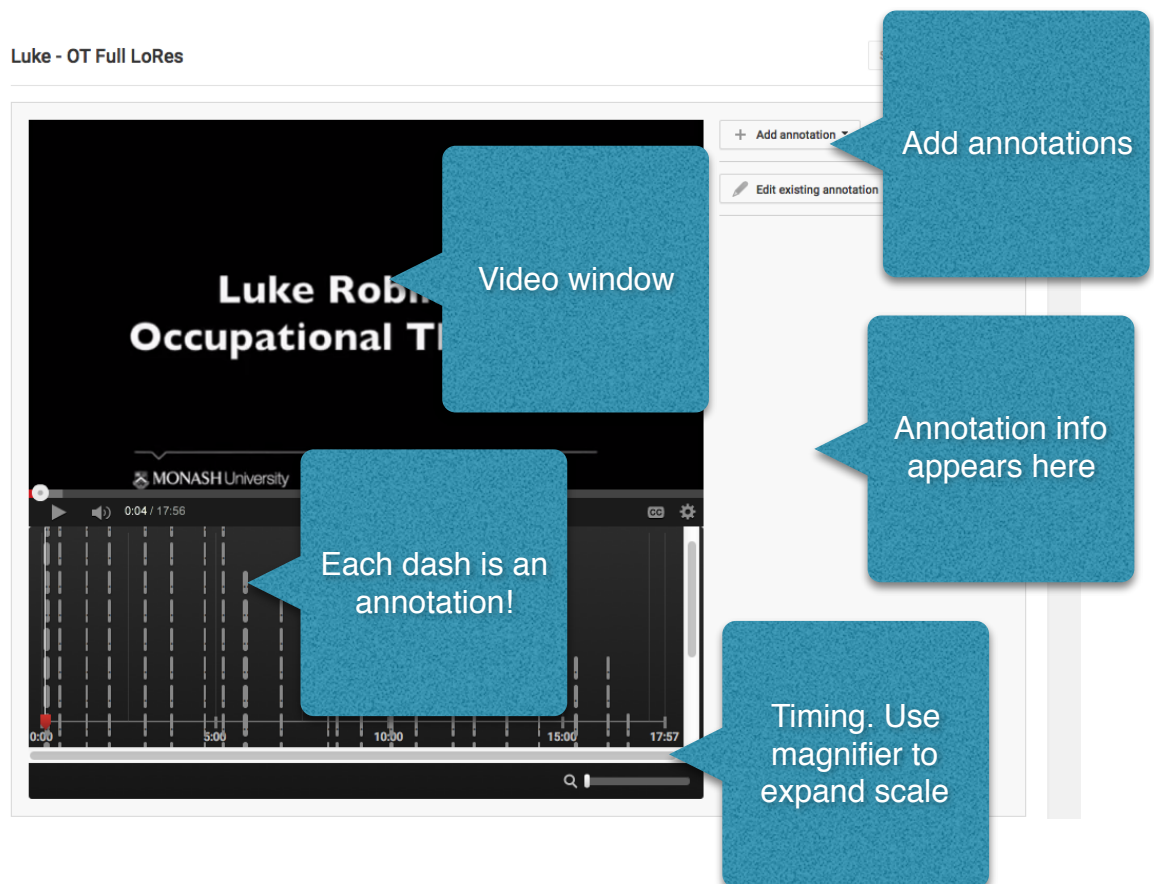 Luke - OT Full LoRes
Add annotation
Add annotations
Edit existing annotation
Video window
Luke
Occupational
Annotation info
appears here
MONASH University
0:04 / 17:56
CC
Each dash is an
annotation!
0:00 5:00 10:00 15:00 17:57
Timing. Use
magnifier to
expand scale